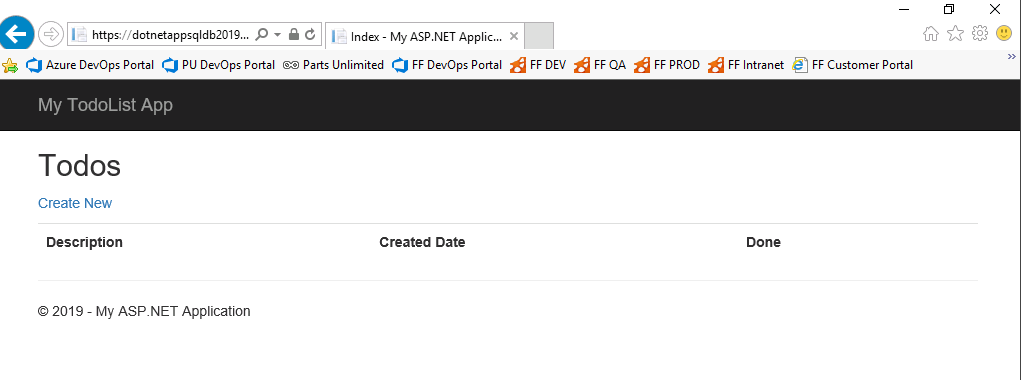 https://dotnetappsqldb2019...
Index - My ASP.NET Applic...
Azure DevOps Portal PU DevOps Portal Parts Unlimited FF DevOps Portal FF DEV FF QA FF PROD FF Intranet FF Customer Portal
My TodoList App
Todos
Create New
Description Created Date Done
© 2019 - My ASP.NET Application